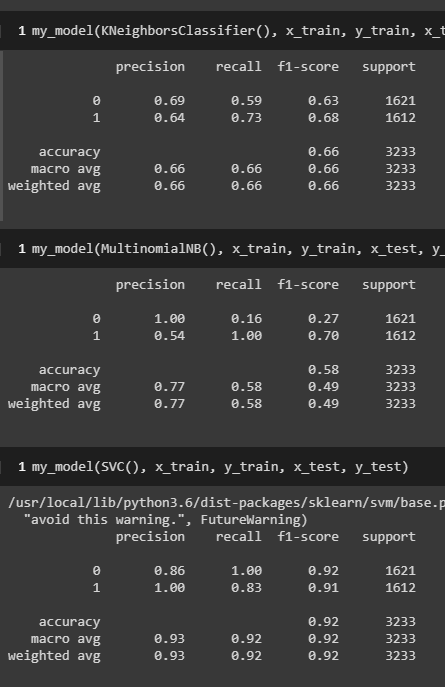 1 my_model(KNeighborsClassifier(), x_train, y_train, x_t
precision recall f1-score support
0 0.69 0.59 0.63 1621
1 0.64 0.73 0.68 1612
accuracy 0.66 3233
macro avg 0.66 0.66 0.66 3233
weighted avg 0.66 0.66 0.66 3233
1 my_model(MultinomialNB(), x_train, y_train, x_test, y_
precision recall f1-score support
0 1.00 0.16 0.27 1621
1 0.54 1.00 0.70 1612
accuracy 0.58 3233
macro avg 0.77 0.58 0.49 3233
weighted avg 0.77 0.58 0.49 3233
1 my_model(SVC(), x_train, y_train, x_test, y_test)
/usr/local/lib/python3.6/dist-packages/sklearn/svm/base.p
"avoid this warning.", FutureWarning)
precision recall f1-score support
0 0.86 1.00 0.92 1621
1 1.00 0.83 0.91 1612
accuracy 0.92 3233
macro avg 0.93 0.92 0.92 3233
weighted avg 0.93 0.92 0.92 3233